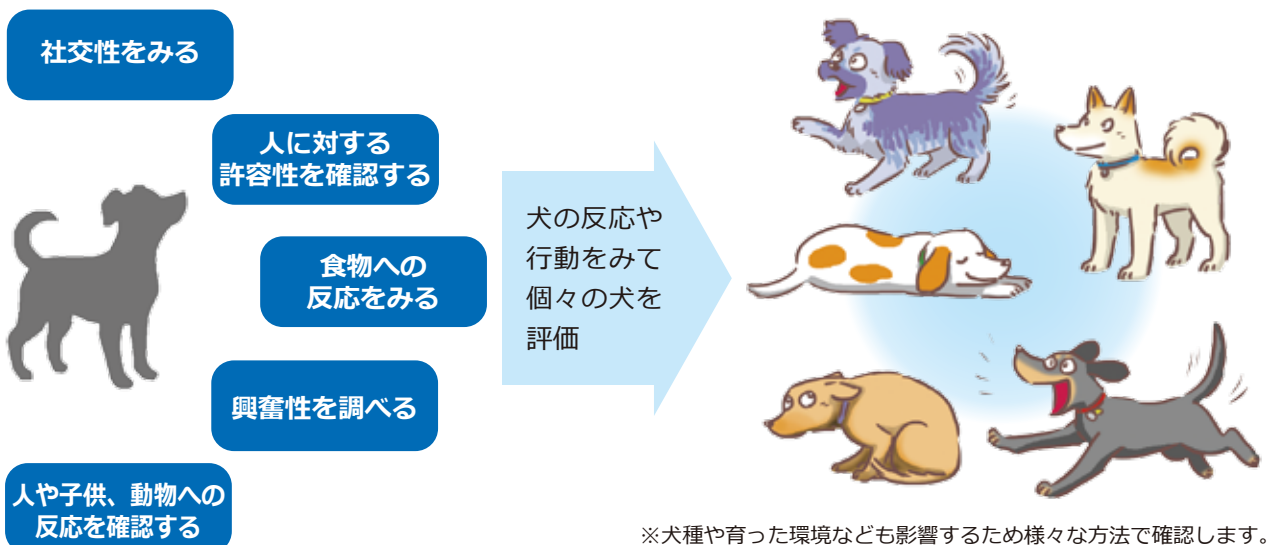 社交性をみる
人に対する
許容性を確認する
食物への
反応をみる
興奮性を調べる
人や子供、動物への
反応を確認する
犬の反応や
行動をみて
個々の犬を
評価
※犬種や育った環境なども影響するため様々な方法で確認します。